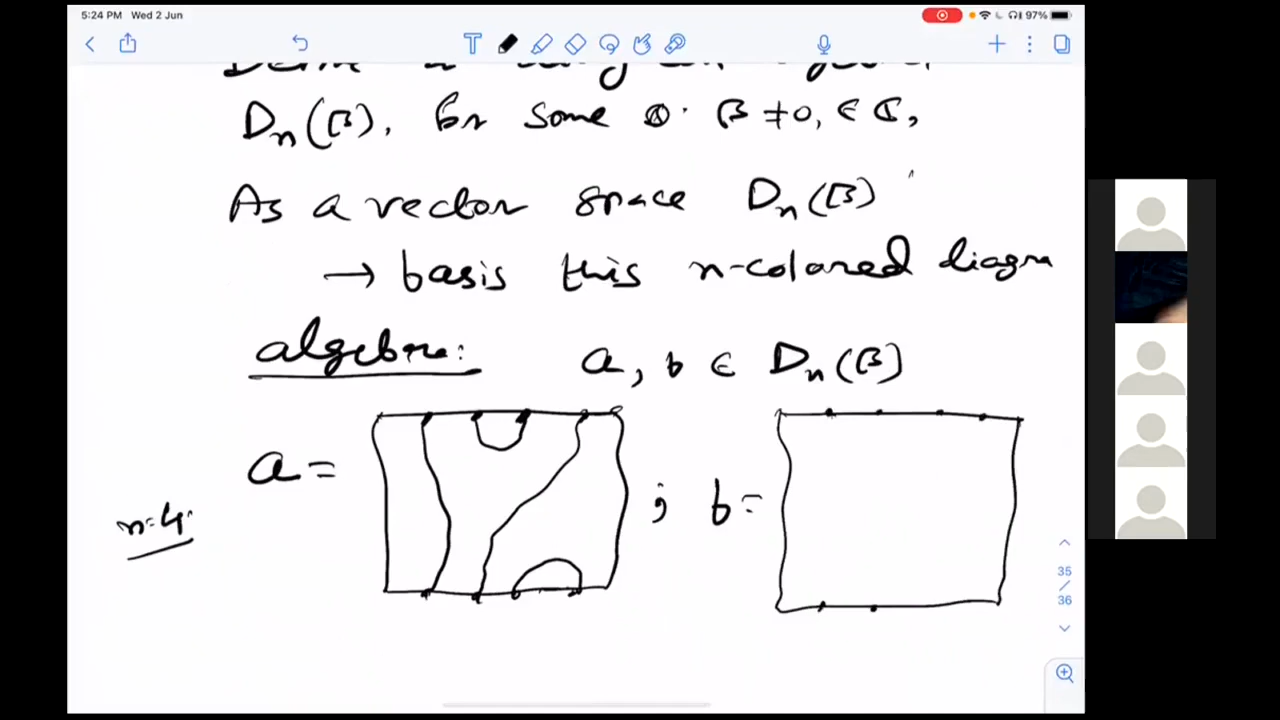 5:24 PM Wed 2 Jun
97%
Dn(β), for some β ≠ 0, ∈ ℂ,
As a vector space Dn(β)
→ basis this n-colored diagra
algebra: a, b ∈ Dn(β)
a = ; b =
n=4
35
/
36